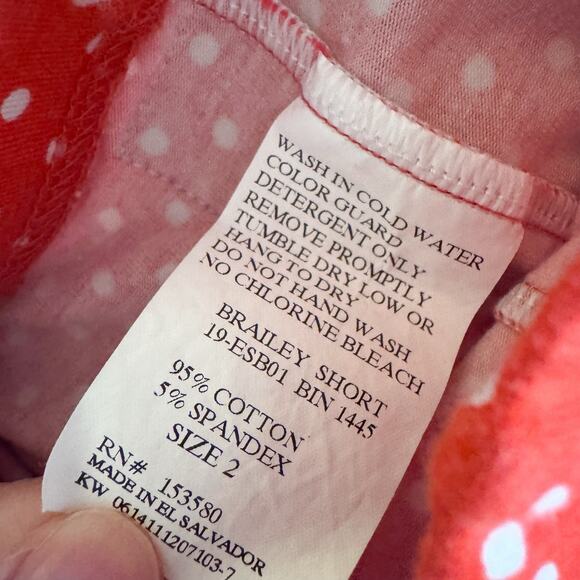 WASH IN COLD WATER
COLOR GUARD
DETERGENT ONLY
REMOVE PROMPTLY
TUMBLE DRY LOW OR
HANG TO DRY
DO NOT HAND WASH
NO CHLORINE BLEACH
BRAILEY SHORT
19-ESB01 BIN 1445
95% COTTON
5% SPANDEX
SIZE 2
RN# 153580
MADE IN EL SALVADOR
KW 0614111207103-7